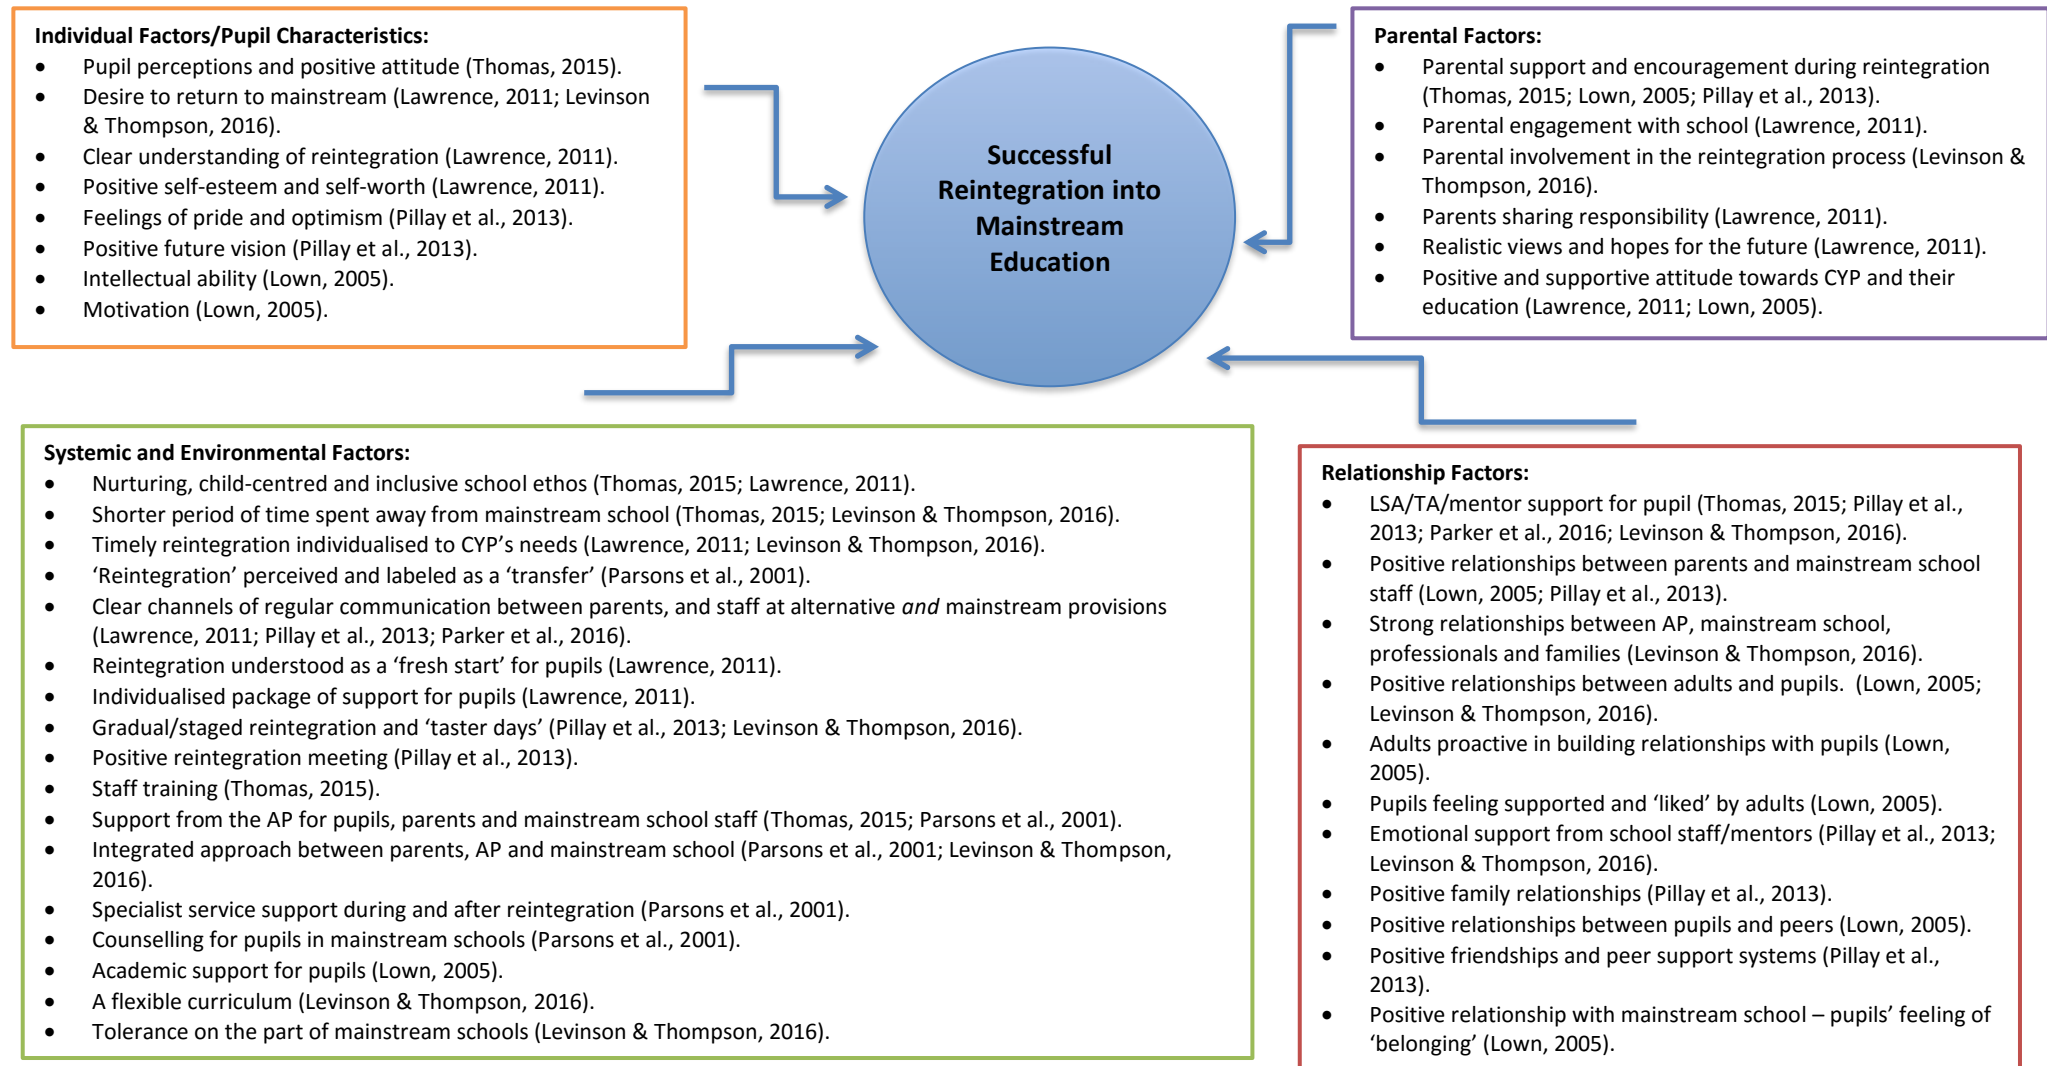 Individual Factors/Pupil Characteristics:
• Pupil perceptions and positive attitude (Thomas, 2015).
• Desire to return to mainstream (Lawrence, 2011; Levinson
& Thompson, 2016).
• Clear understanding of reintegration (Lawrence, 2011).
• Positive self-esteem and self-worth (Lawrence, 2011).
• Feelings of pride and optimism (Pillay et al., 2013).
• Positive future vision (Pillay et al., 2013).
• Intellectual ability (Lown, 2005).
• Motivation (Lown, 2005).
Successful
Reintegration into
Mainstream
Education
Parental Factors:
• Parental support and encouragement during reintegration
(Thomas, 2015; Lown, 2005; Pillay et al., 2013).
• Parental engagement with school (Lawrence, 2011).
• Parental involvement in the reintegration process (Levinson &
Thompson, 2016).
• Parents sharing responsibility (Lawrence, 2011).
• Realistic views and hopes for the future (Lawrence, 2011).
• Positive and supportive attitude towards CYP and their
education (Lawrence, 2011; Lown, 2005).
Systemic and Environmental Factors:
• Nurturing, child-centred and inclusive school ethos (Thomas, 2015; Lawrence, 2011).
• Shorter period of time spent away from mainstream school (Thomas, 2015; Levinson & Thompson, 2016).
• Timely reintegration individualised to CYP’s needs (Lawrence, 2011; Levinson & Thompson, 2016).
• ‘Reintegration’ perceived and labeled as a ‘transfer’ (Parsons et al., 2001).
• Clear channels of regular communication between parents, and staff at alternative and mainstream provisions
(Lawrence, 2011; Pillay et al., 2013; Parker et al., 2016).
• Reintegration understood as a ‘fresh start’ for pupils (Lawrence, 2011).
• Individualised package of support for pupils (Lawrence, 2011).
• Gradual/staged reintegration and ‘taster days’ (Pillay et al., 2013; Levinson & Thompson, 2016).
• Positive reintegration meeting (Pillay et al., 2013).
• Staff training (Thomas, 2015).
• Support from the AP for pupils, parents and mainstream school staff (Thomas, 2015; Parsons et al., 2001).
• Integrated approach between parents, AP and mainstream school (Parsons et al., 2001; Levinson & Thompson,
2016).
• Specialist service support during and after reintegration (Parsons et al., 2001).
• Counselling for pupils in mainstream schools (Parsons et al., 2001).
• Academic support for pupils (Lown, 2005).
• A flexible curriculum (Levinson & Thompson, 2016).
• Tolerance on the part of mainstream schools (Levinson & Thompson, 2016).
Relationship Factors:
• LSA/TA/mentor support for pupil (Thomas, 2015; Pillay et al.,
2013; Parker et al., 2016; Levinson & Thompson, 2016).
• Positive relationships between parents and mainstream school
staff (Lown, 2005; Pillay et al., 2013).
• Strong relationships between AP, mainstream school,
professionals and families (Levinson & Thompson, 2016).
• Positive relationships between adults and pupils. (Lown, 2005;
Levinson & Thompson, 2016).
• Adults proactive in building relationships with pupils (Lown,
2005).
• Pupils feeling supported and ‘liked’ by adults (Lown, 2005).
• Emotional support from school staff/mentors (Pillay et al., 2013;
Levinson & Thompson, 2016).
• Positive family relationships (Pillay et al., 2013).
• Positive relationships between pupils and peers (Lown, 2005).
• Positive friendships and peer support systems (Pillay et al.,
2013).
• Positive relationship with mainstream school – pupils’ feeling of
‘belonging’ (Lown, 2005).